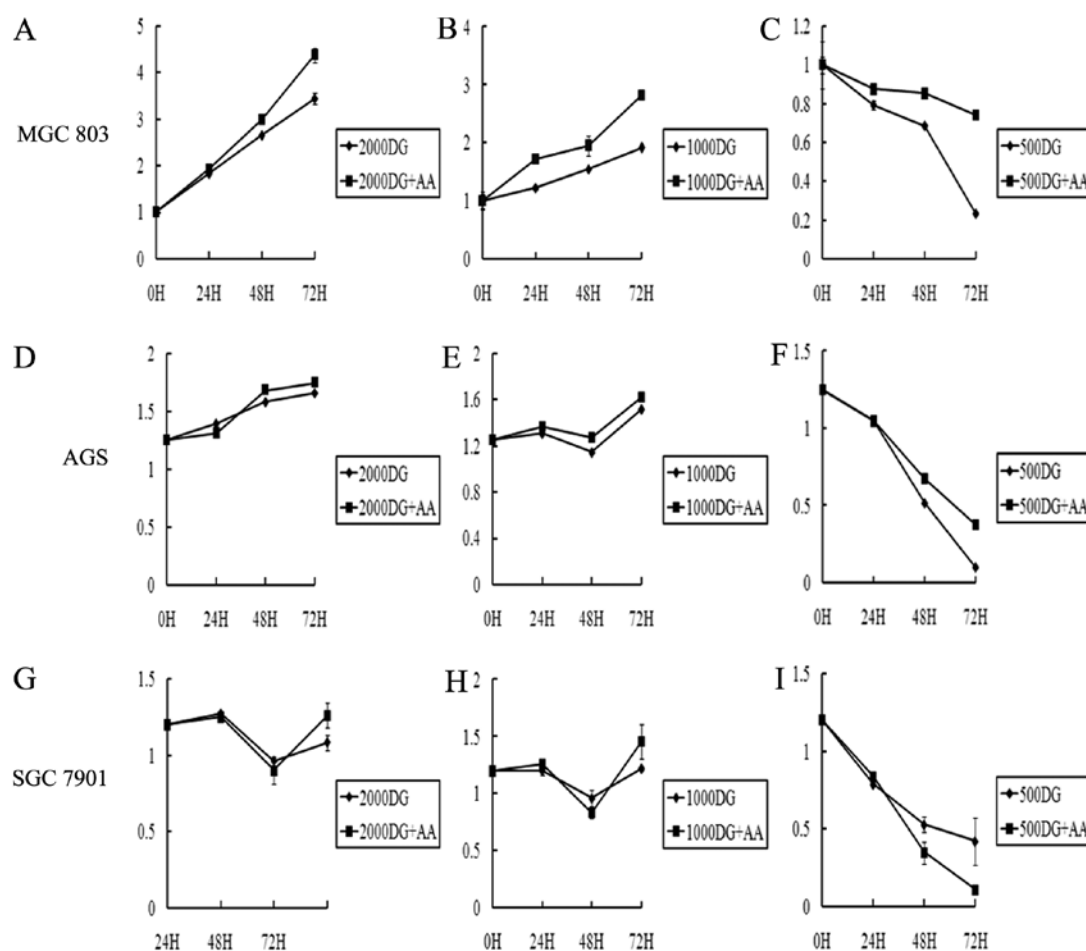 A
5
4
3
2
1
0
0H 24H 48H 72H
2000DG
2000DG+AA
B
4
3
2
1
0
0H 24H 48H 72H
1000DG
1000DG+AA
C
1.2
1
0.8
0.6
0.4
0.2
0
0H 24H 48H 72H
500DG
500DG+AA
MGC 803
D
2
1.5
1
0.5
0
0H 24H 48H 72H
2000DG
2000DG+AA
E
2
1.6
1.2
0.8
0.4
0
0H 24H 48H 72H
1000DG
1000DG+AA
F
1.5
1
0.5
0
0H 24H 48H 72H
500DG
500DG+AA
AGS
G
1.5
1
0.5
0
24H 48H 72H
2000DG
2000DG+AA
H
2
1.5
1
0.5
0
0H 24H 48H 72H
1000DG
1000DG+AA
I
1.5
1
0.5
0
0H 24H 48H 72H
500DG
500DG+AA
SGC 7901